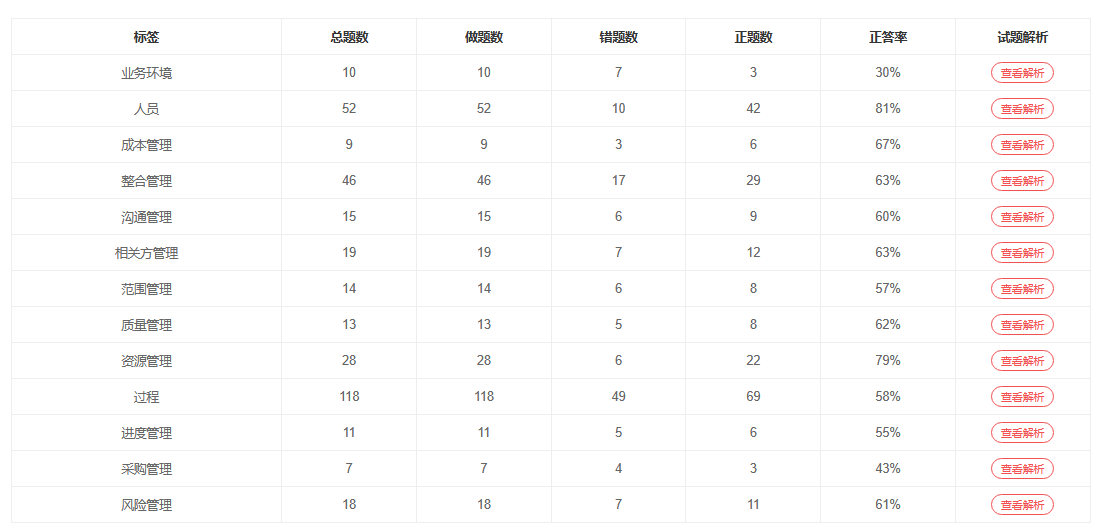 标签 总题数 做题数 错题数 正题数 正答率 试题解析
业务环境 10 10 7 3 30% 查看解析
人员 52 52 10 42 81% 查看解析
成本管理 9 9 3 6 67% 查看解析
整合管理 46 46 17 29 63% 查看解析
沟通管理 15 15 6 9 60% 查看解析
相关方管理 19 19 7 12 63% 查看解析
范围管理 14 14 6 8 57% 查看解析
质量管理 13 13 5 8 62% 查看解析
资源管理 28 28 6 22 79% 查看解析
过程 118 118 49 69 58% 查看解析
进度管理 11 11 5 6 55% 查看解析
采购管理 7 7 4 3 43% 查看解析
风险管理 18 18 7 11 61% 查看解析